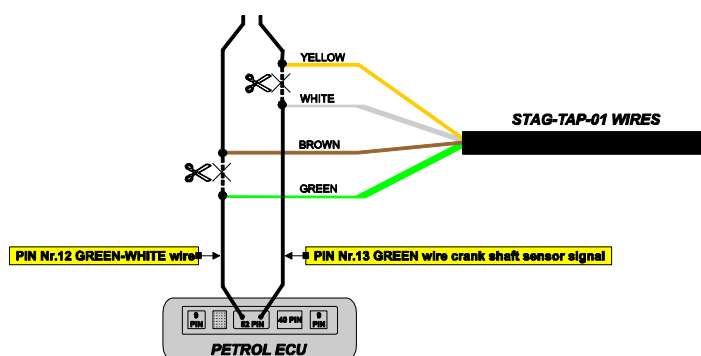 YELLOW
WHITE
STAG-TAP-01 WIRES
BROWN
GREEN
PIN Nr.12 GREEN-WHITE wire
PIN Nr.13 GREEN wire crank shaft sensor signal
9 PIN
52 PIN
40 PIN
9 PIN
PETROL ECU